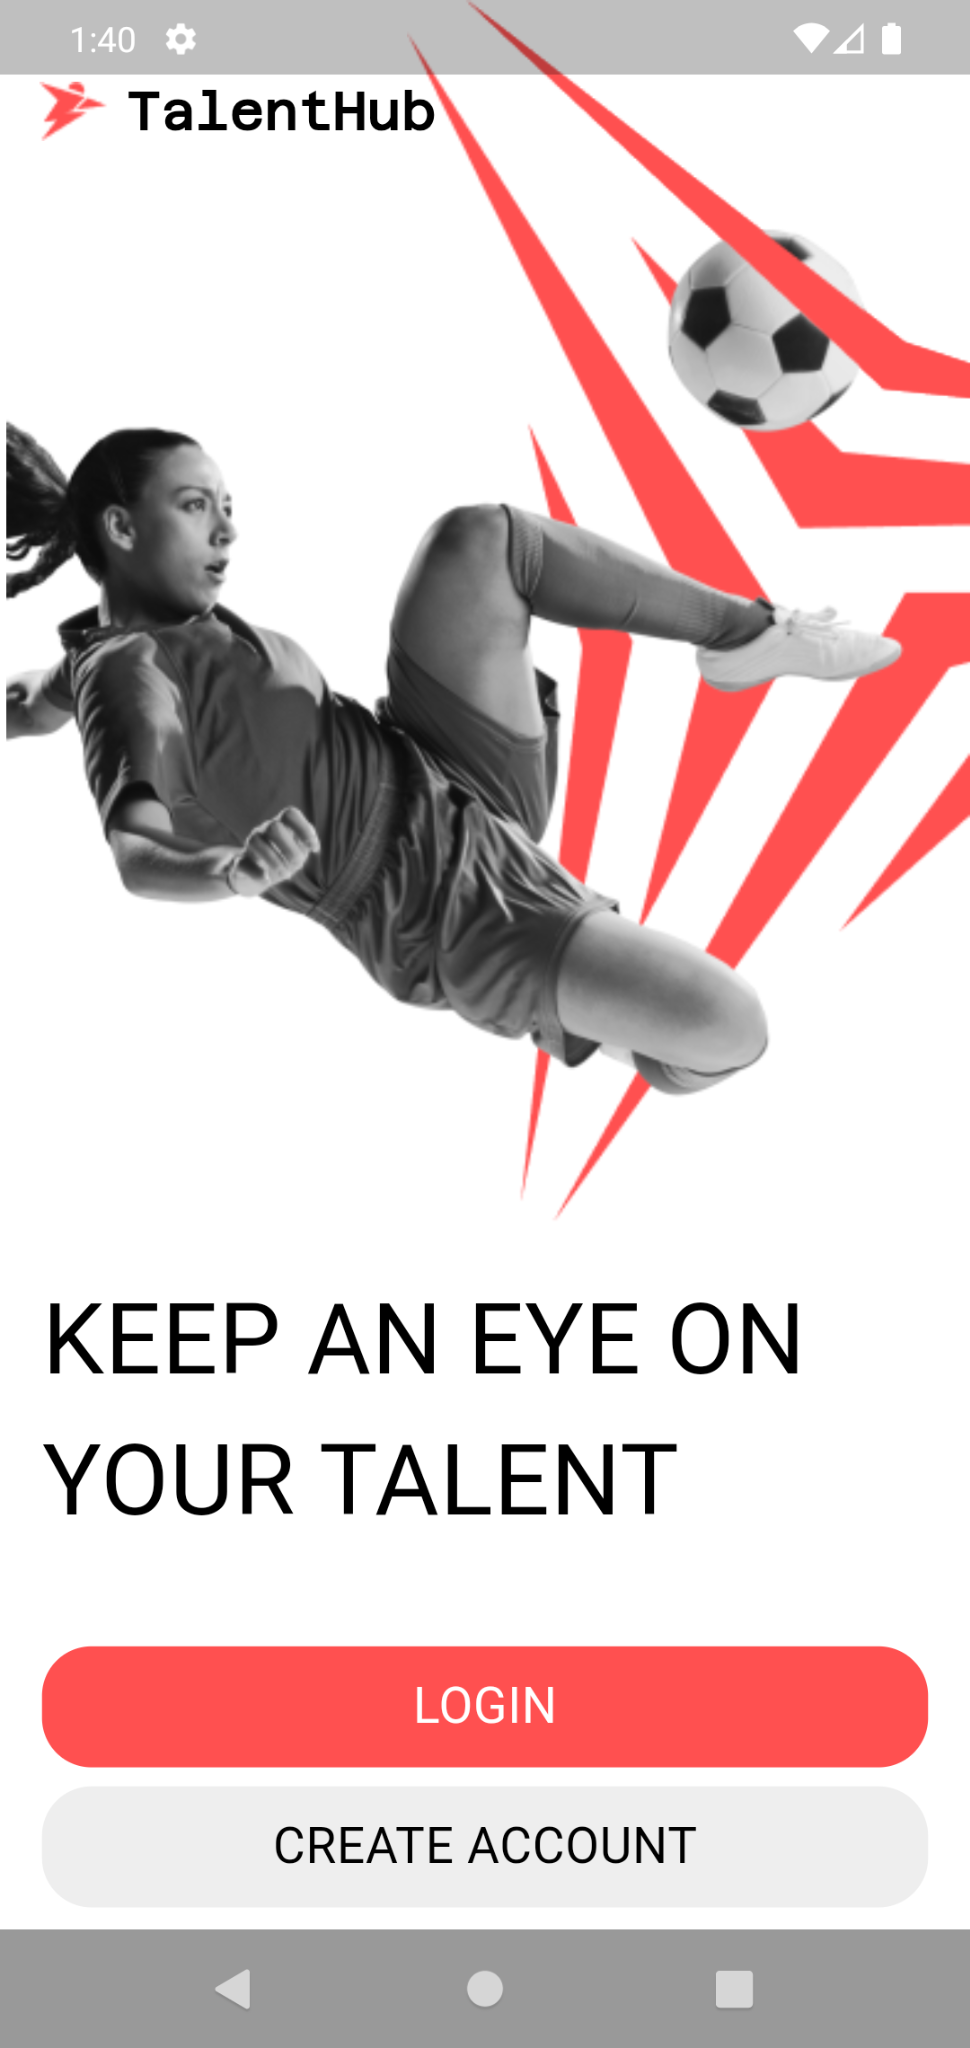 1:40
TalentHub
KEEP AN EYE ON
YOUR TALENT
LOGIN
CREATE ACCOUNT